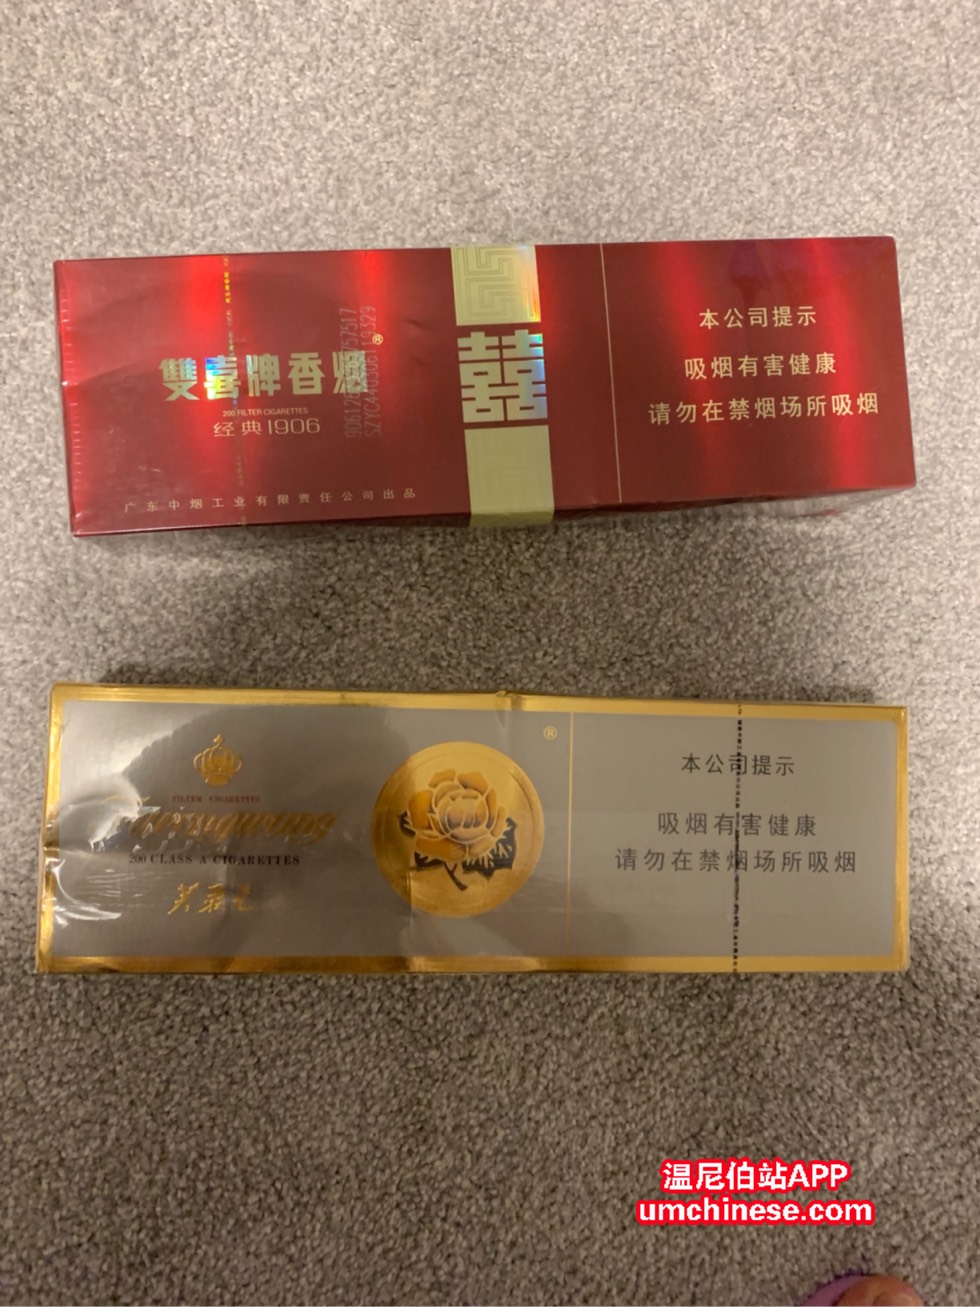 雙喜牌香烟®
200 FILTER CIGARETTES
经典1906
广东中烟工业有限责任公司出品
囍
本公司提示
吸烟有害健康
请勿在禁烟场所吸烟
FILTER CIGARETTES
200 CLASS A CIGARETTES
芙蓉王
®
本公司提示
吸烟有害健康
请勿在禁烟场所吸烟
温尼伯站APP
umchinese.com